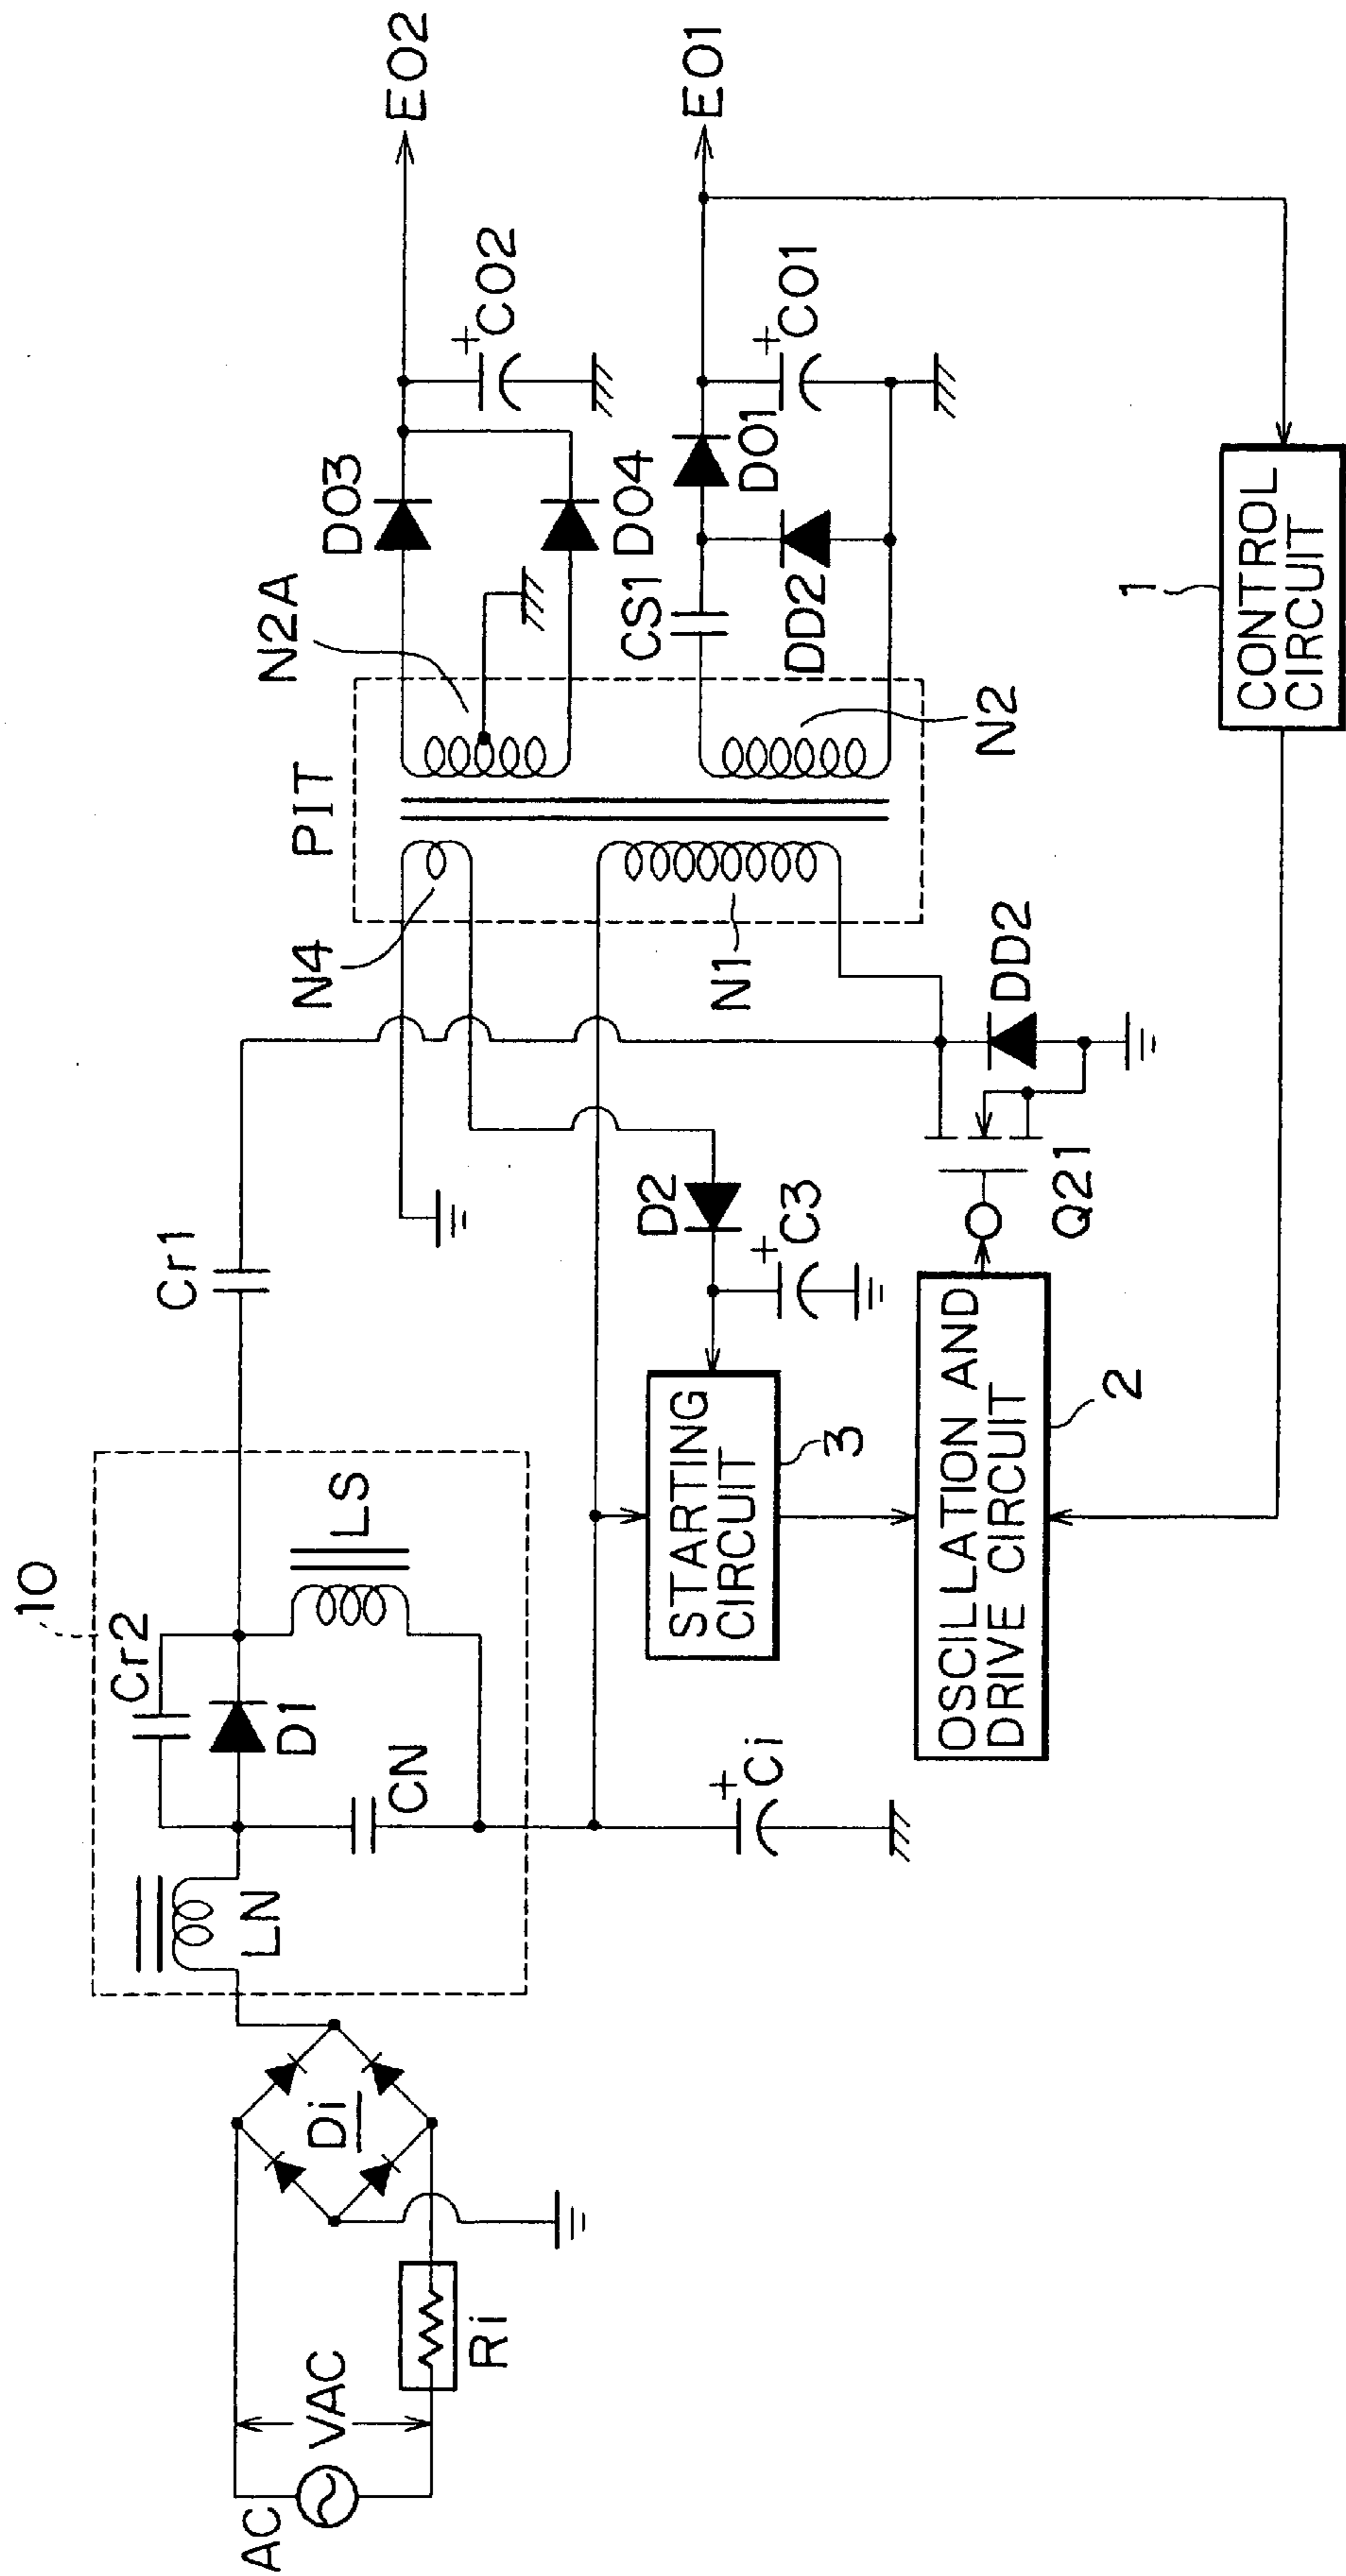 10
Cr2
Cr1
LN
D1
LS
CN
AC
VAC
Di
Ri
Ci
STARTING
CIRCUIT
3
D2
C3
OSCILLATION AND
DRIVE CIRCUIT
2
Q21
DD2
N4
PIT
N1
N2A
N2
DO3
DO4
CS1
DD2
DO1
+
CO2
+
CO1
+
+
EO2
EO1
1
CONTROL
CIRCUIT